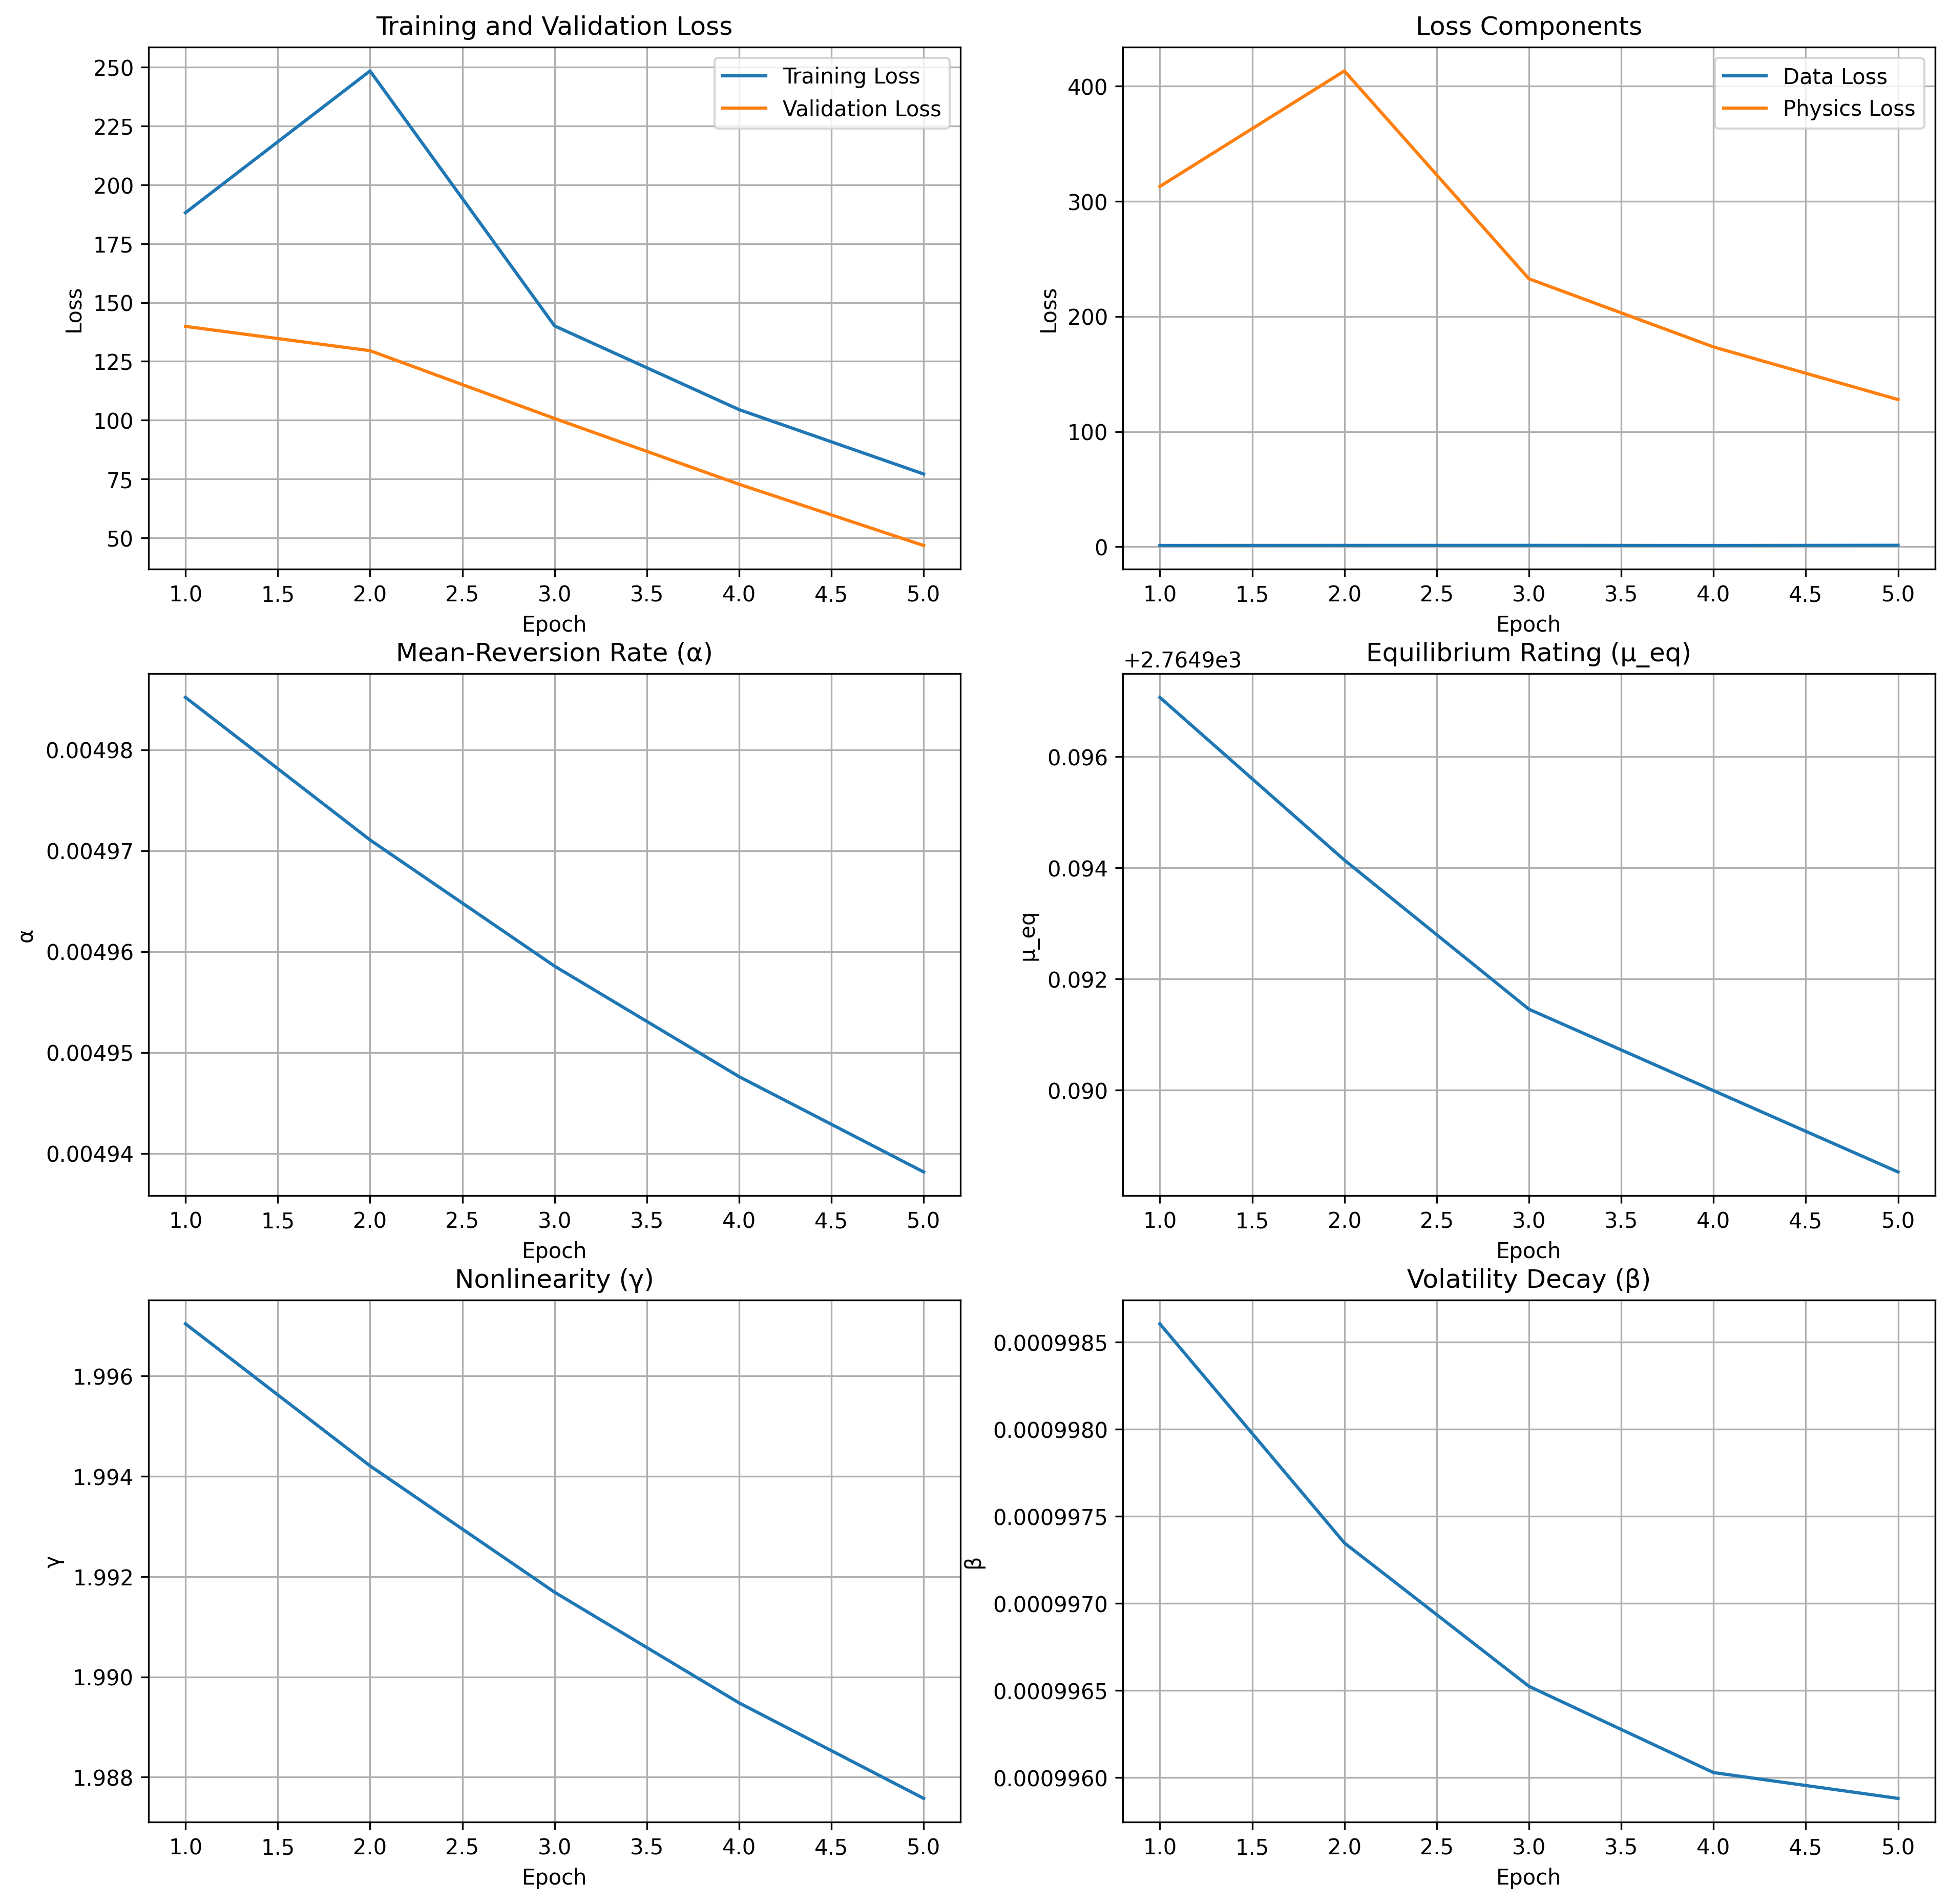 Training and Validation Loss
Training Loss
Validation Loss
250
225
200
175
150
125
100
75
50
Loss
1.0 1.5 2.0 2.5 3.0 3.5 4.0 4.5 5.0
Epoch
Loss Components
Data Loss
Physics Loss
400
300
200
100
0
Loss
1.0 1.5 2.0 2.5 3.0 3.5 4.0 4.5 5.0
Epoch
Mean-Reversion Rate (α)
0.00498
0.00497
0.00496
0.00495
0.00494
α
1.0 1.5 2.0 2.5 3.0 3.5 4.0 4.5 5.0
Epoch
+2.7649e3
Equilibrium Rating (μ_eq)
0.096
0.094
0.092
0.090
μ_eq
1.0 1.5 2.0 2.5 3.0 3.5 4.0 4.5 5.0
Epoch
Nonlinearity (γ)
1.996
1.994
1.992
1.990
1.988
γ
1.0 1.5 2.0 2.5 3.0 3.5 4.0 4.5 5.0
Epoch
Volatility Decay (β)
0.0009985
0.0009980
0.0009975
0.0009970
0.0009965
0.0009960
β
1.0 1.5 2.0 2.5 3.0 3.5 4.0 4.5 5.0
Epoch